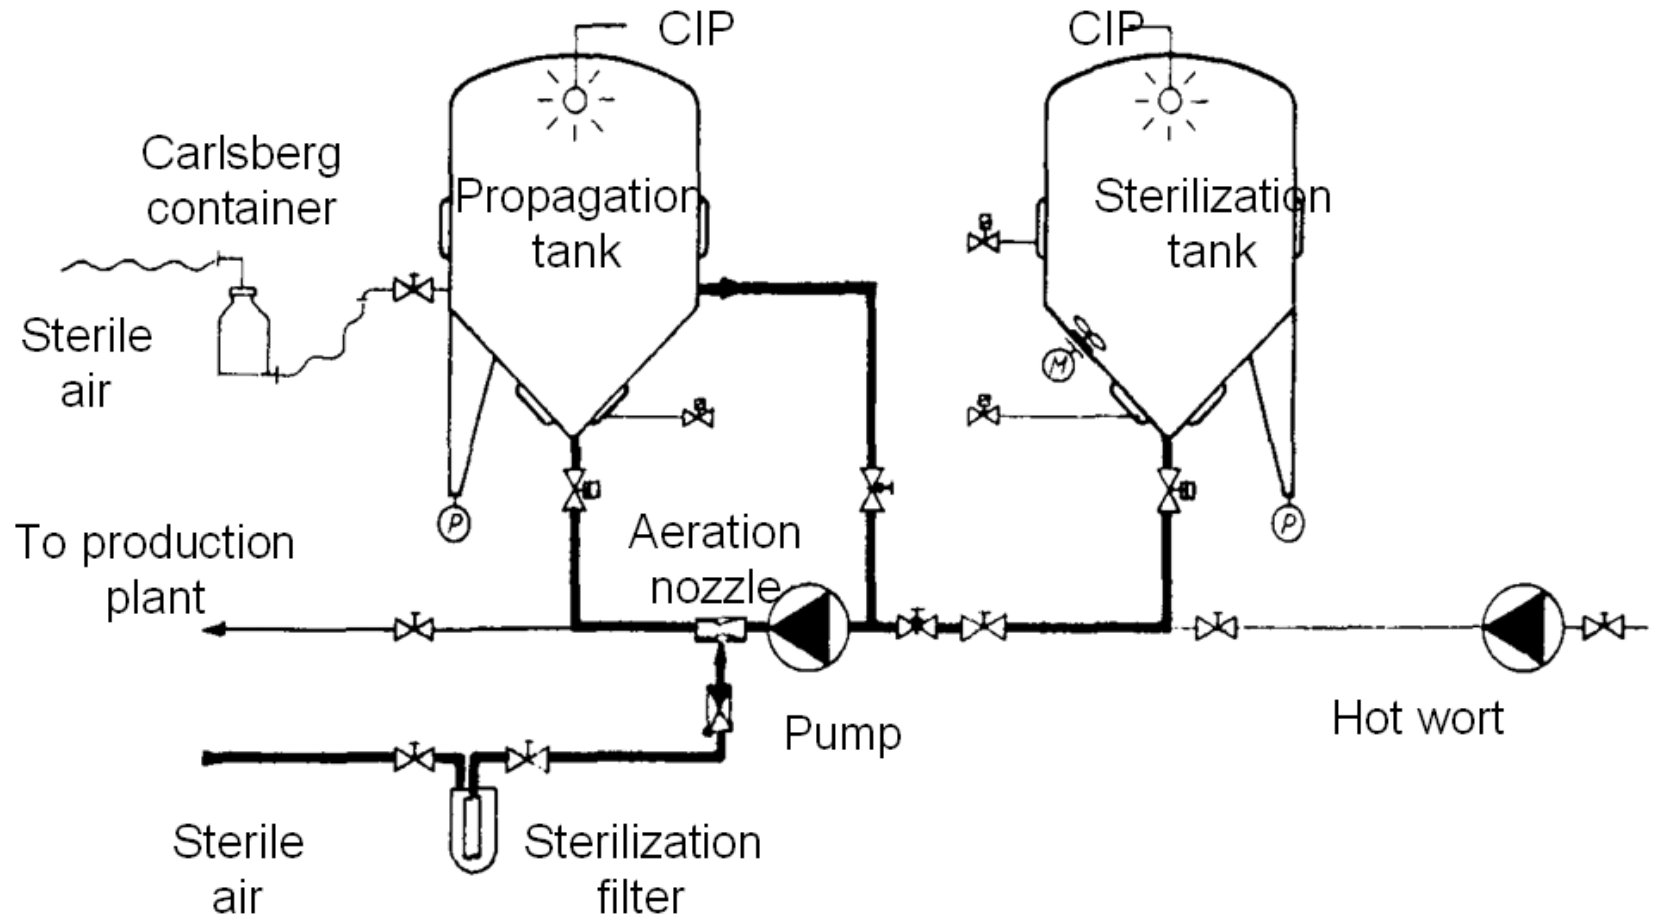 CIP
CIP
Carlsberg
container
Propagation
tank
Sterilization
tank
Sterile
air
M
P
P
To production
plant
Aeration
nozzle
Pump
Hot wort
Sterile
air
Sterilization
filter